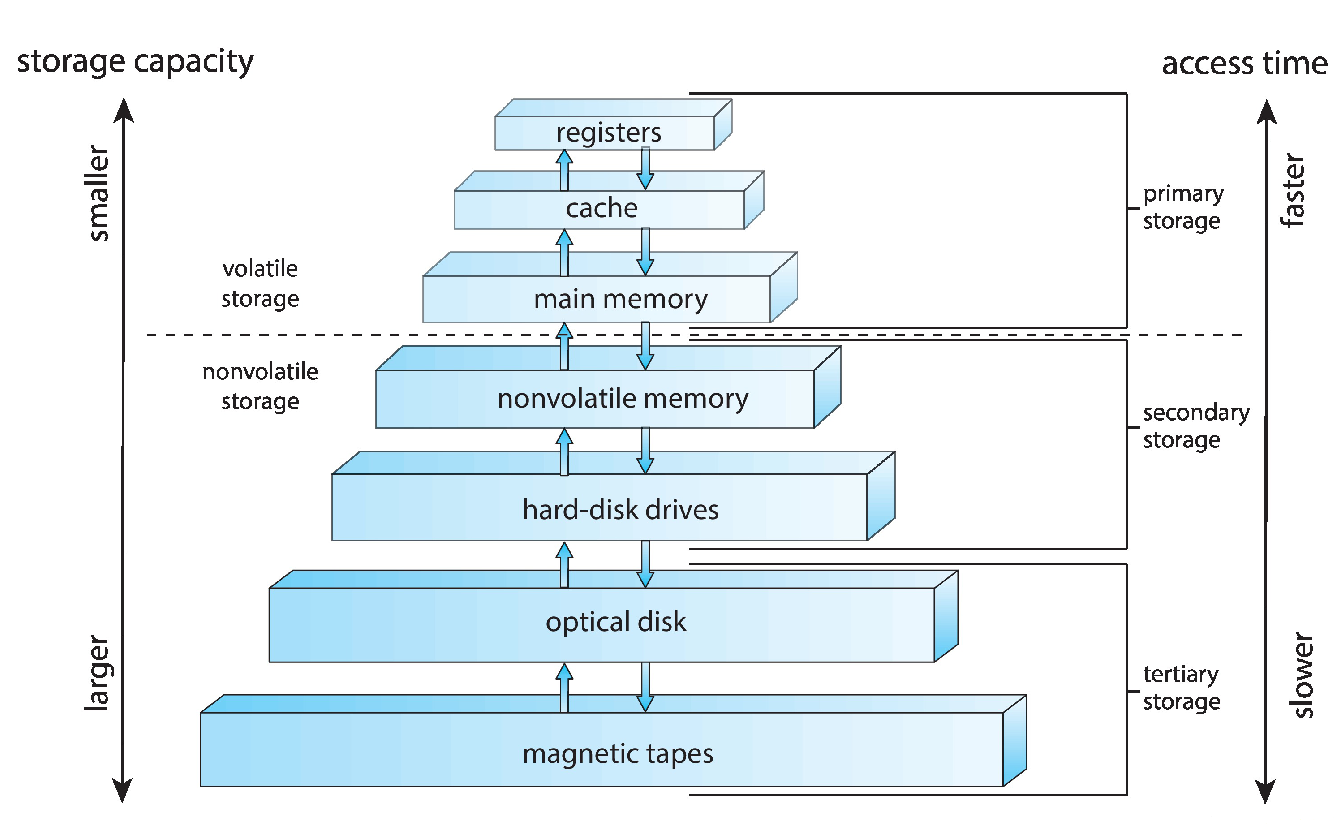 storage capacity
access time
smaller
larger
faster
slower
registers
cache
main memory
nonvolatile memory
hard-disk drives
optical disk
magnetic tapes
volatile
storage
nonvolatile
storage
primary
storage
secondary
storage
tertiary
storage